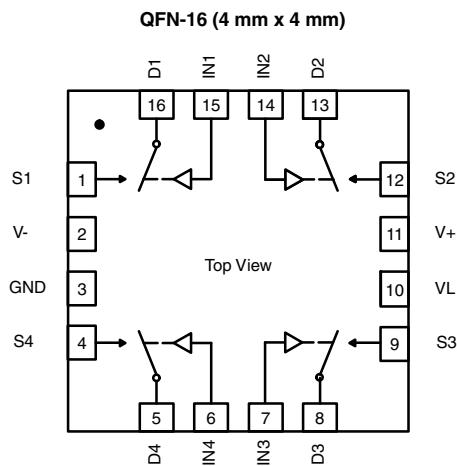 QFN-16 (4 mm x 4 mm)
D1 IN1 IN2 D2
16 15 14 13
S1 1 12 S2
V- 2 11 V+
Top View
GND 3 10 VL
S4 4 9 S3
5 6 7 8
D4 IN4 IN3 D3